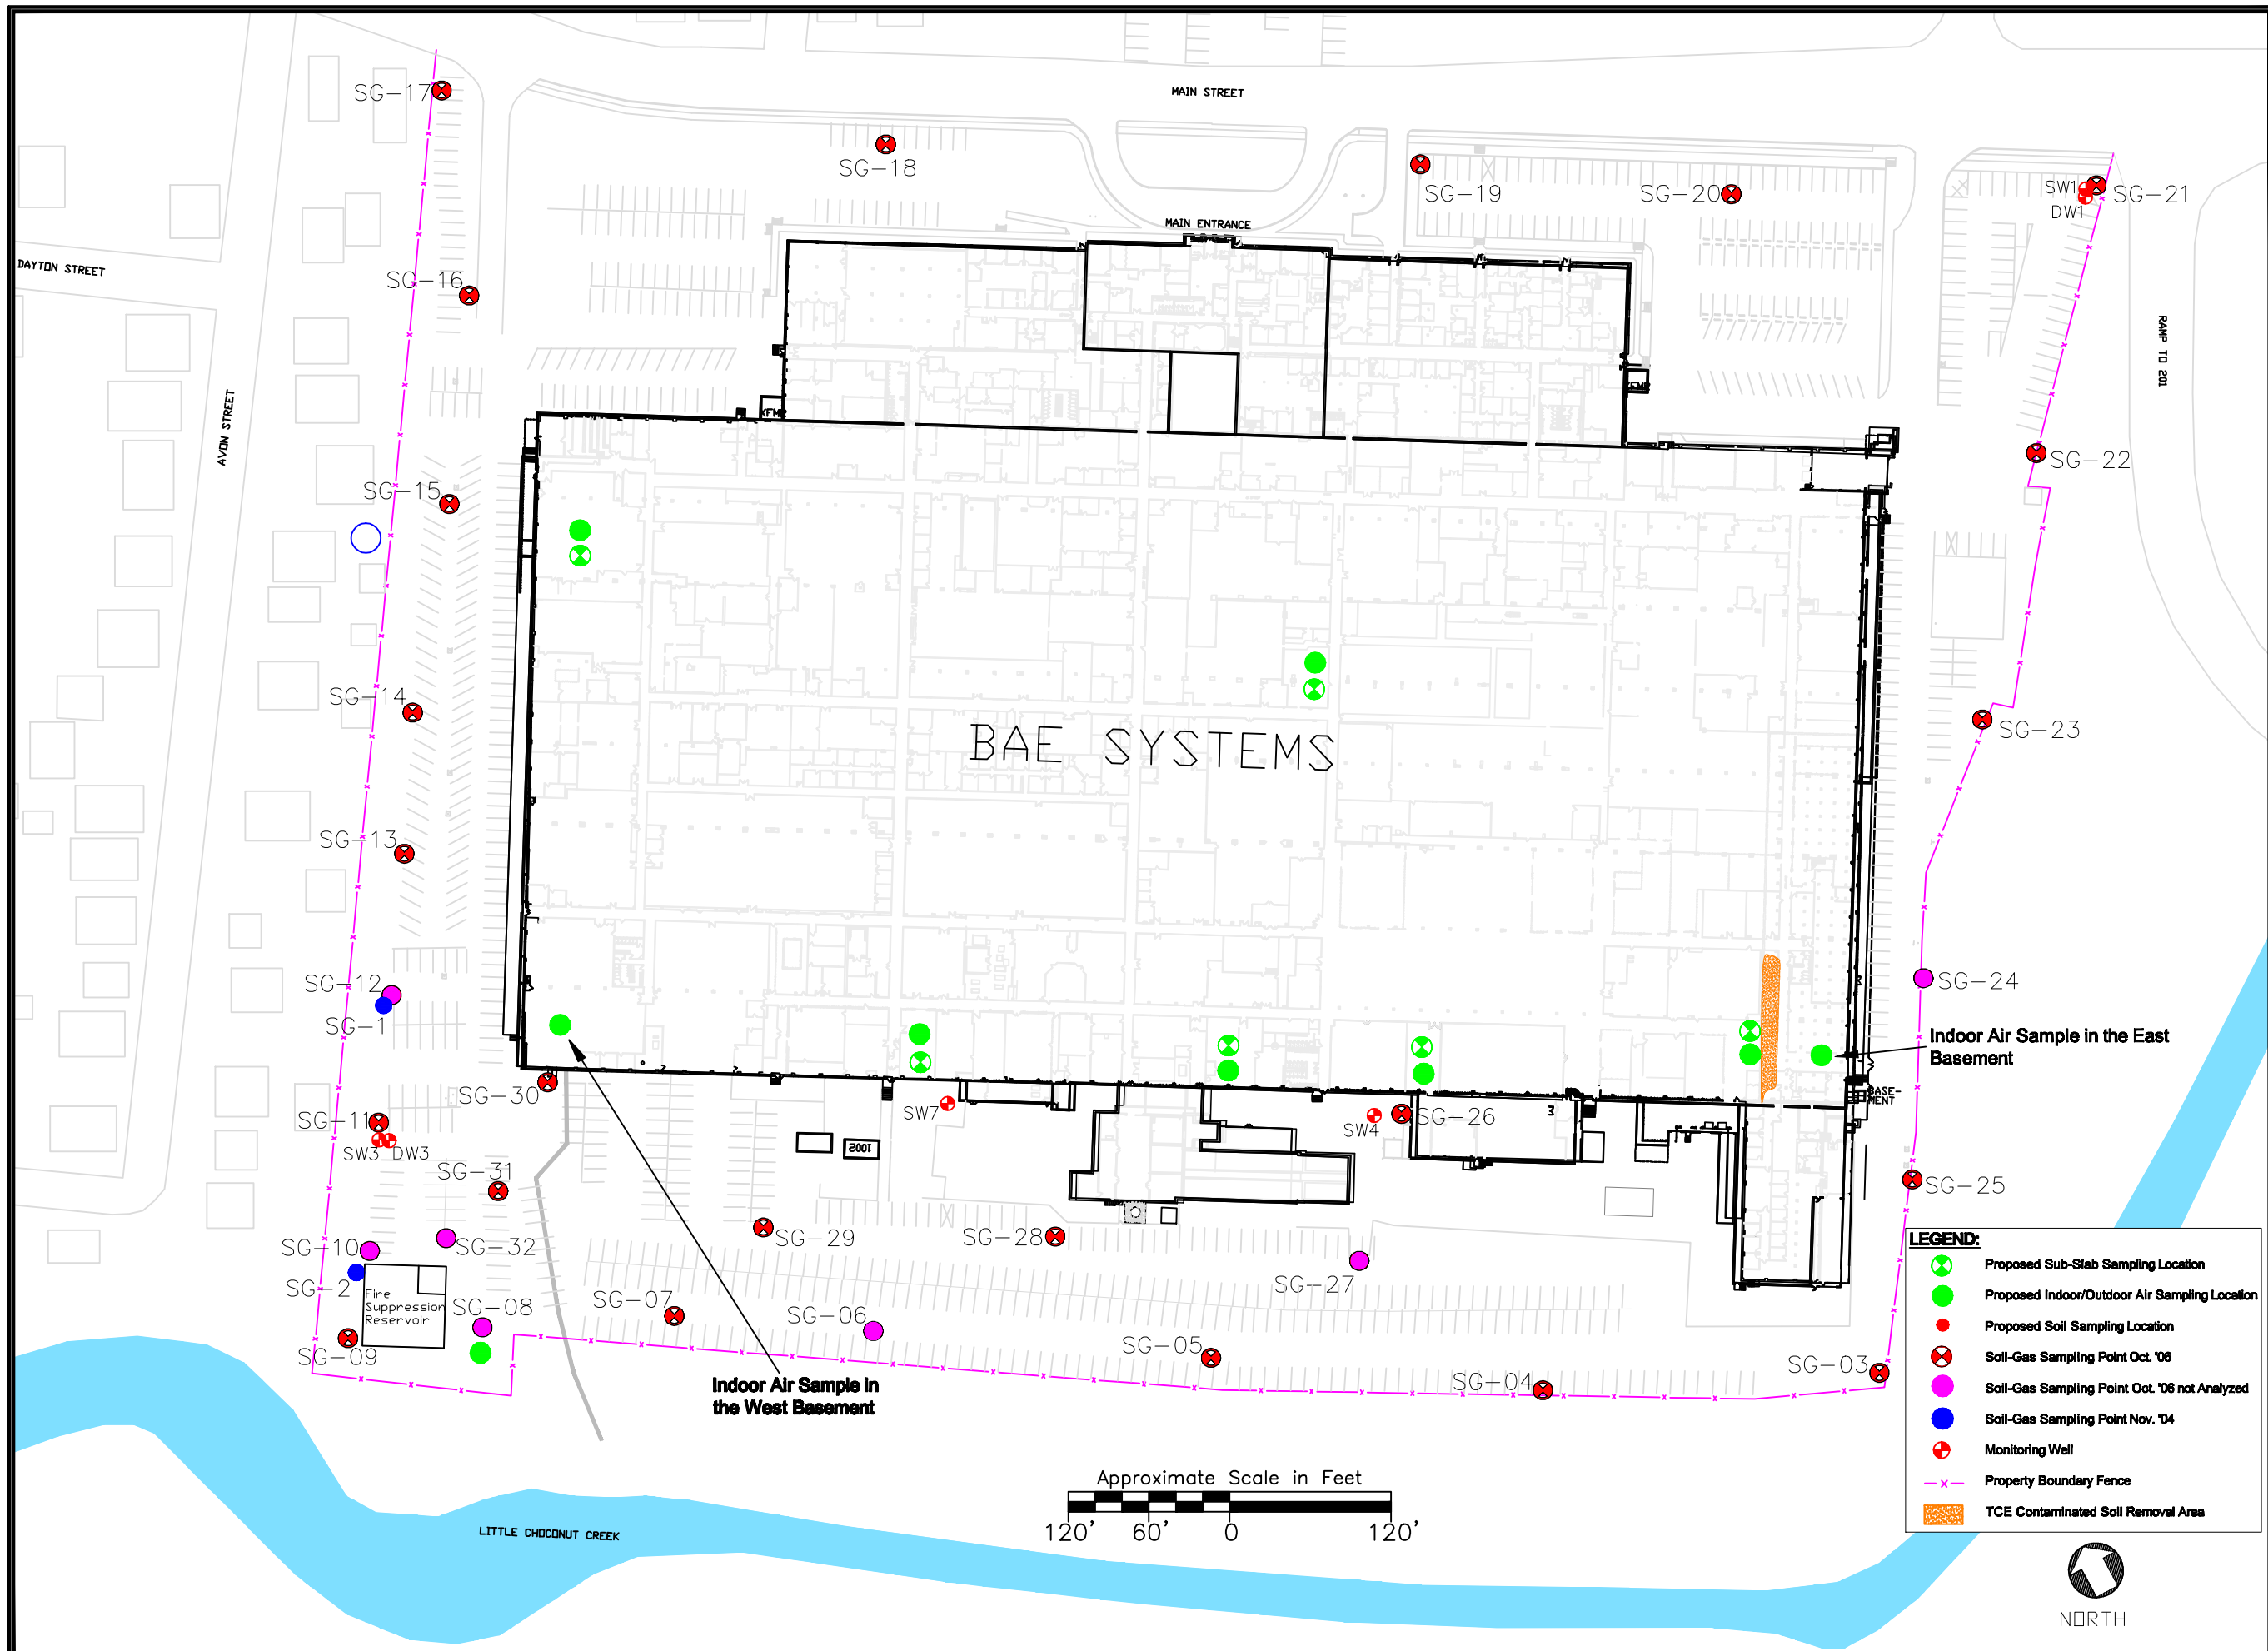 MAIN STREET
SG-17
SG-18
SG-19
SG-20
SW1
DW1
SG-21
MAIN ENTRANCE
DAYTON STREET
SG-16
RAMP TO 201
AVON STREET
XFMR
XFMR
SG-22
SG-15
SG-14
SG-23
BAE SYSTEMS
SG-13
SG-12
SG-1
SG-24
Indoor Air Sample in the East
Basement
SG-30
BASE-
MENT
SG-11
SW3
DW3
SW7
SW4
SG-26
1002
SG-31
SG-25
SG-10
SG-32
SG-29
SG-28
SG-27
SG-2
Fire
Suppression
Reservoir
SG-08
SG-07
SG-06
SG-05
SG-04
SG-03
SG-09
Indoor Air Sample in
the West Basement
LEGEND:
Proposed Sub-Slab Sampling Location
Proposed Indoor/Outdoor Air Sampling Location
Proposed Soil Sampling Location
Soil-Gas Sampling Point Oct. '06
Soil-Gas Sampling Point Oct. '06 not Analyzed
Soil-Gas Sampling Point Nov. '04
Monitoring Well
Property Boundary Fence
TCE Contaminated Soil Removal Area
Approximate Scale in Feet
120' 60' 0 120'
LITTLE CHOCONUT CREEK
NORTH